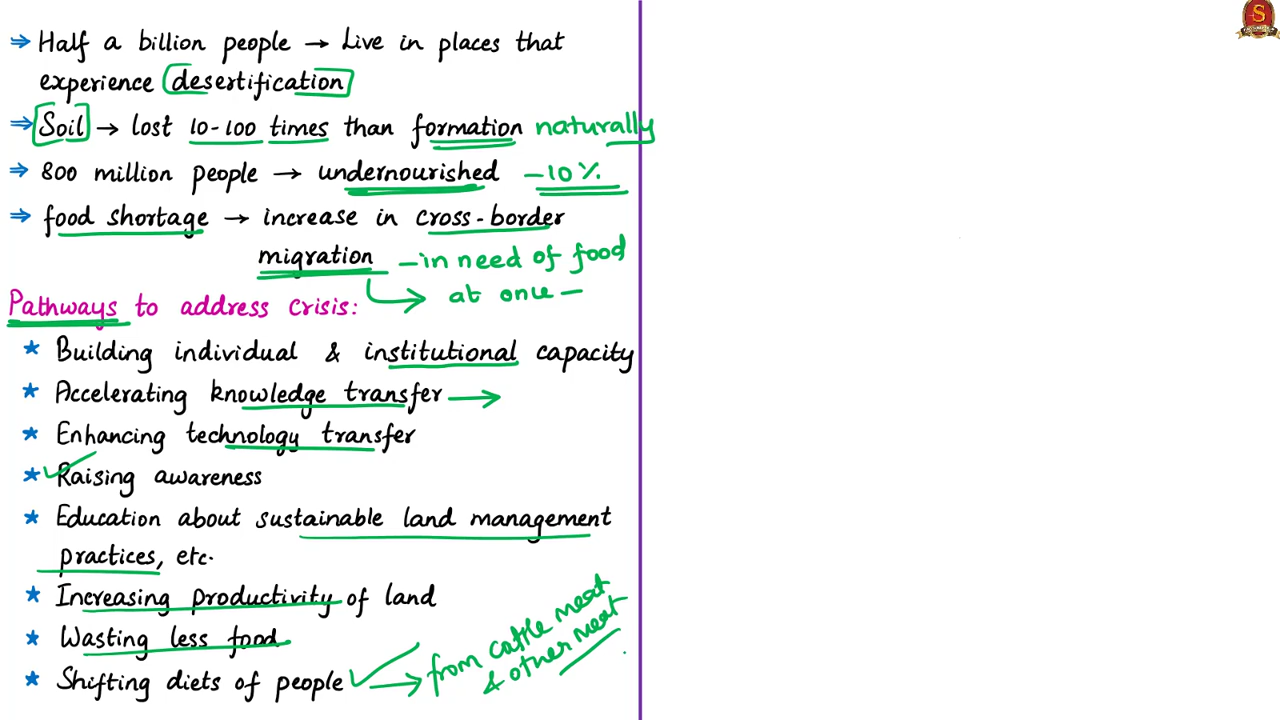 ⇒ Half a billion people → Live in places that
experience desertification
⇒ Soil → lost 10-100 times than formation naturally
⇒ 800 million people → undernourished - 10%
⇒ food shortage → increase in cross-border
migration - in need of food
→ at once -
Pathways to address crisis:
★ Building individual & institutional capacity
★ Accelerating knowledge transfer →
★ Enhancing technology transfer
★ Raising awareness
★ Education about sustainable land management
practices, etc.
★ Increasing productivity of land
★ Wasting less food
★ Shifting diets of people → from cattle meat
& other meat
S